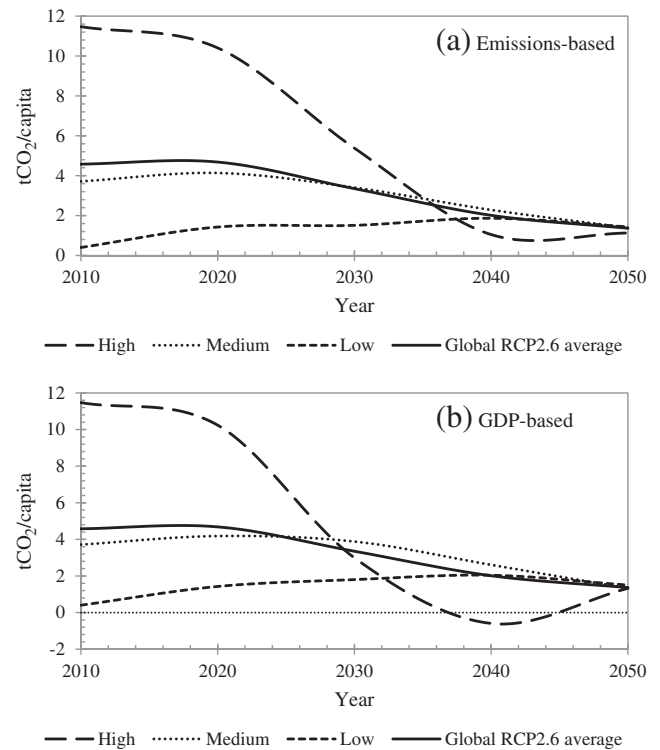 12
(a) Emissions-based
10
8
6
4
2
0
tCO₂/capita
2010 2020 2030 2040 2050
Year
High Medium Low Global RCP2.6 average
12
(b) GDP-based
10
8
6
4
2
0
-2
tCO₂/capita
2010 2020 2030 2040 2050
Year
High Medium Low Global RCP2.6 average